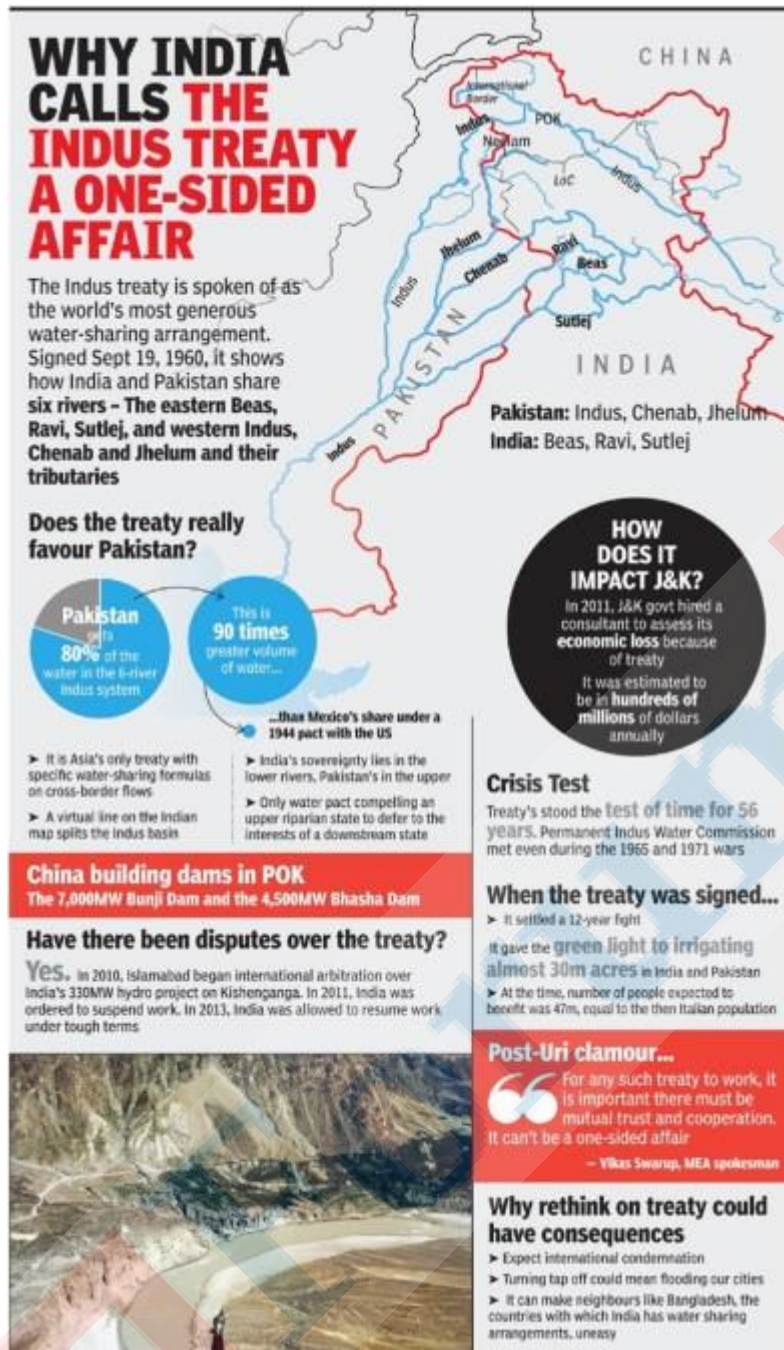 WHY INDIA
CALLS THE
INDUS TREATY
A ONE-SIDED
AFFAIR
The Indus treaty is spoken of as
the world's most generous
water-sharing arrangement.
Signed Sept 19, 1960, it shows
how India and Pakistan share
six rivers – The eastern Beas,
Ravi, Sutlej, and western Indus,
Chenab and Jhelum and their
tributaries
CHINA
International
Border
Indus
POK
Neelam
LoC
Indus
Jhelum
Chenab
Ravi
Beas
Indus
Sutlej
PAKISTAN
INDIA
Indus
Pakistan: Indus, Chenab, Jhelum
India: Beas, Ravi, Sutlej
Does the treaty really
favour Pakistan?
Pakistan
gets
80% of the
water in the 6-river
Indus system
This is
90 times
greater volume
of water...
...than Mexico's share under a
1944 pact with the US
➤ It is Asia's only treaty with
specific water-sharing formulas
on cross-border flows
➤ A virtual line on the Indian
map splits the Indus basin
➤ India's sovereignty lies in the
lower rivers, Pakistan's in the upper
➤ Only water pact compelling an
upper riparian state to defer to the
interests of a downstream state
HOW
DOES IT
IMPACT J&K?
In 2011, J&K govt hired a
consultant to assess its
economic loss because
of treaty
It was estimated to
be in hundreds of
millions of dollars
annually
China building dams in POK
The 7,000MW Bunji Dam and the 4,500MW Bhasha Dam
Have there been disputes over the treaty?
Yes. In 2010, Islamabad began international arbitration over
India's 330MW hydro project on Kishenganga. In 2011, India was
ordered to suspend work. In 2013, India was allowed to resume work
under tough terms
Crisis Test
Treaty's stood the test of time for 56
years. Permanent Indus Water Commission
met even during the 1965 and 1971 wars
When the treaty was signed...
➤ It settled a 12-year fight
It gave the green light to irrigating
almost 30m acres in India and Pakistan
➤ At the time, number of people expected to
benefit was 47m, equal to the then Italian population
Post-Uri clamour...
“ For any such treaty to work, it
is important there must be
mutual trust and cooperation.
It can't be a one-sided affair
— Vikas Swarup, MEA spokesman
Why rethink on treaty could
have consequences
➤ Expect international condemnation
➤ Turning tap off could mean flooding our cities
➤ It can make neighbours like Bangladesh, the
countries with which India has water sharing
arrangements, uneasy